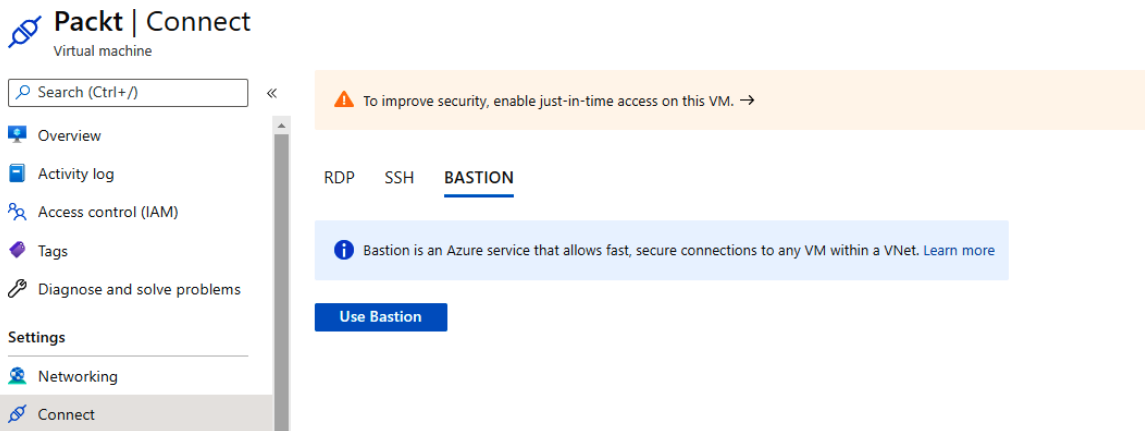 Packt | Connect
Virtual machine
Search (Ctrl+/)
«
Overview
Activity log
Access control (IAM)
Tags
Diagnose and solve problems
Settings
Networking
Connect
To improve security, enable just-in-time access on this VM. →
RDP SSH BASTION
Bastion is an Azure service that allows fast, secure connections to any VM within a VNet. Learn more
Use Bastion